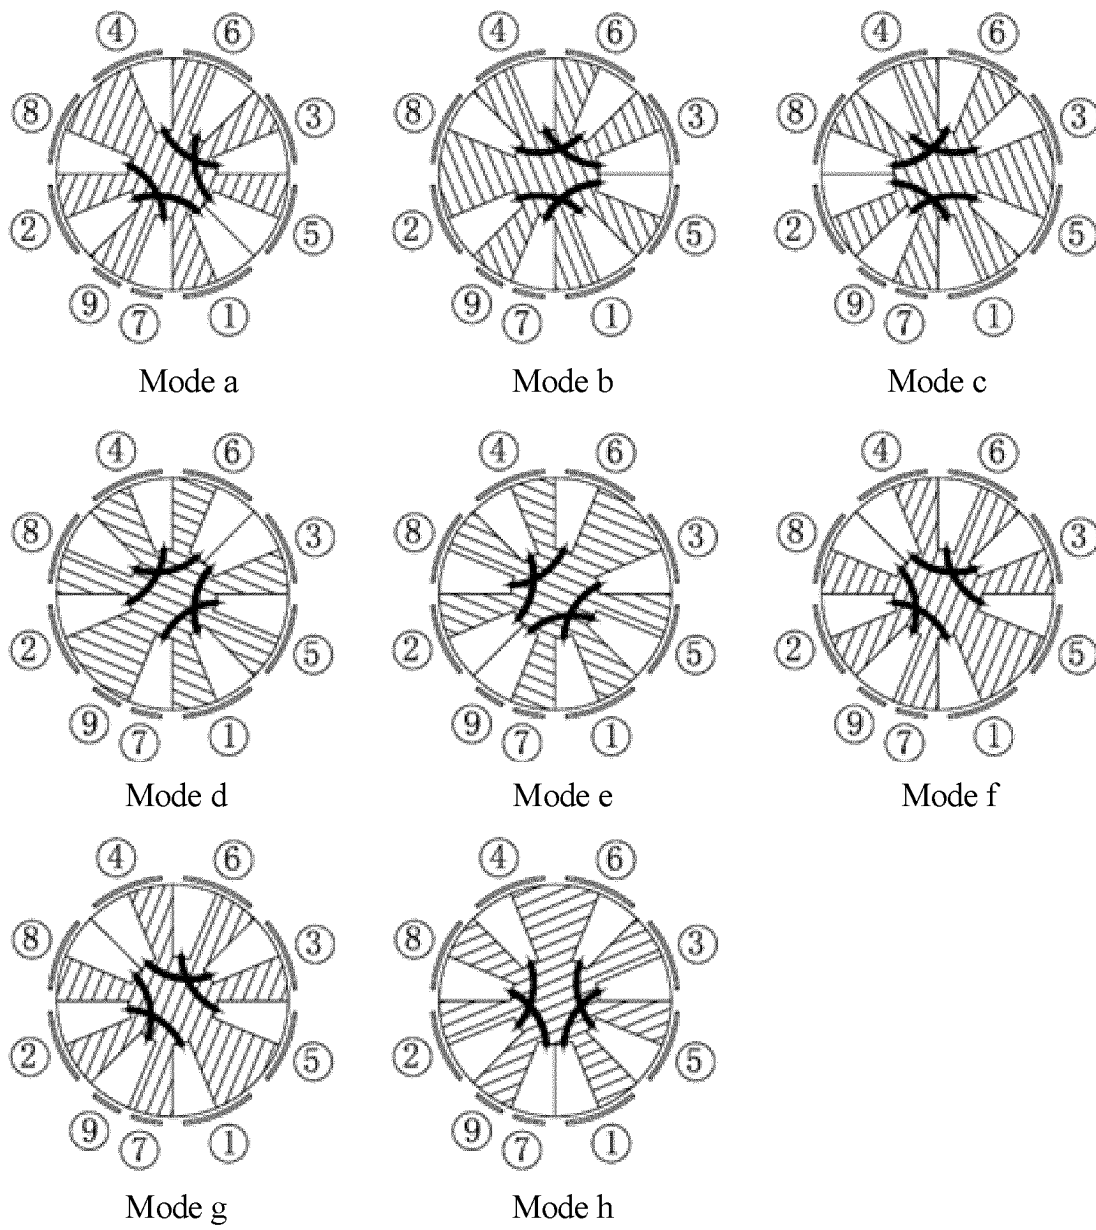 ④ ⑥ ④ ⑥ ④ ⑥
⑧ ③ ⑧ ③ ⑧ ③
② ⑤ ② ⑤ ② ⑤
⑨ ⑦ ① ⑨ ⑦ ① ⑨ ⑦ ①
Mode a Mode b Mode c
④ ⑥ ④ ⑥ ④ ⑥
⑧ ③ ⑧ ③ ⑧ ③
② ⑤ ② ⑤ ② ⑤
⑨ ⑦ ① ⑨ ⑦ ① ⑨ ⑦ ①
Mode d Mode e Mode f
④ ⑥ ④ ⑥
⑧ ③ ⑧ ③
② ⑤ ② ⑤
⑨ ⑦ ① ⑨ ⑦ ①
Mode g Mode h